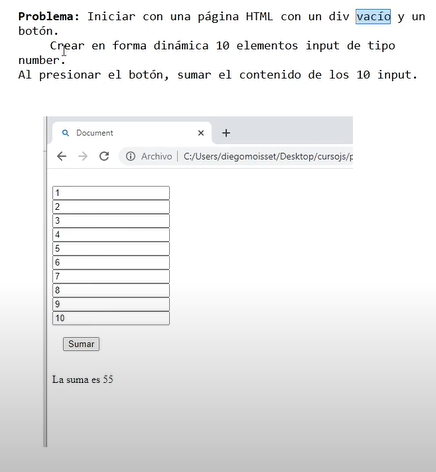 Problema: Iniciar con una página HTML con un div vacío y un
botón.
Crear en forma dinámica 10 elementos input de tipo
number.
Al presionar el botón, sumar el contenido de los 10 input.
Document
Archivo C:/Users/diegomoisset/Desktop/cursojs/p
1
2
3
4
5
6
7
8
9
10
Sumar
La suma es 55